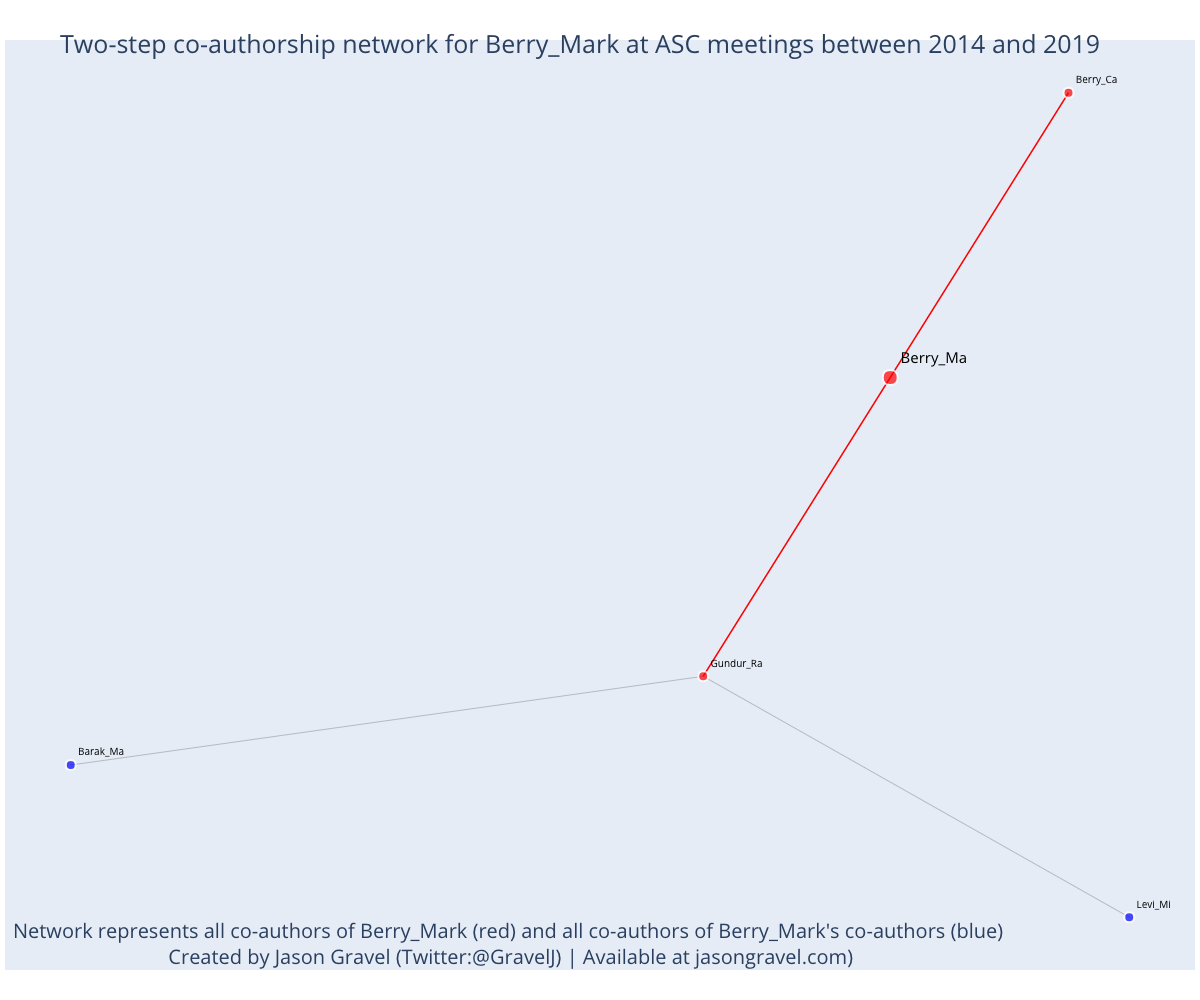 Two-step co-authorship network for Berry_Mark at ASC meetings between 2014 and 2019
Berry_Ca
Berry_Ma
Gundur_Ra
Barak_Ma
Levi_Mi
Network represents all co-authors of Berry_Mark (red) and all co-authors of Berry_Mark's co-authors (blue)
Created by Jason Gravel (Twitter:@GravelJ) | Available at jasongravel.com)